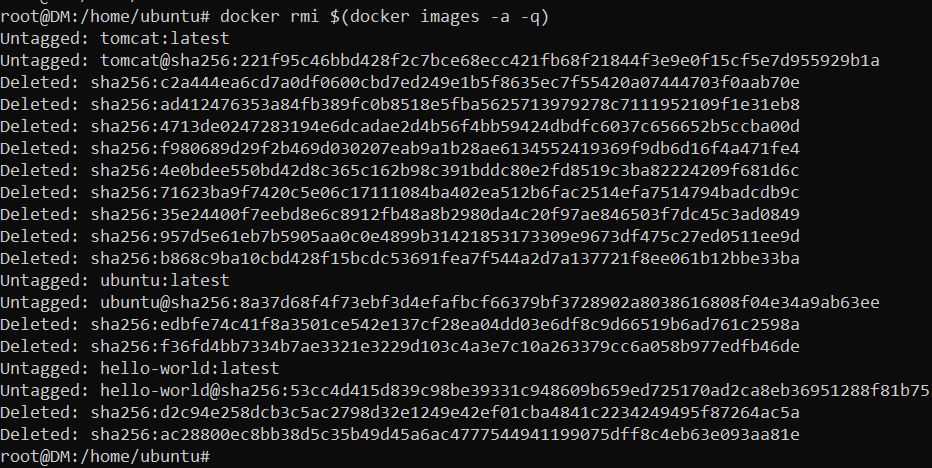 root@DM:/home/ubuntu# docker rmi $(docker images -a -q)
Untagged: tomcat:latest
Untagged: tomcat@sha256:221f95c46bbd428f2c7bce68ecc421fb68f21844f3e9e0f15cf5e7d955929b1a
Deleted: sha256:c2a444ea6cd7a0df0600cbd7ed249e1b5f8635ec7f55420a07444703f0aab70e
Deleted: sha256:ad412476353a84fb389fc0b8518e5fba5625713979278c7111952109f1e31eb8
Deleted: sha256:4713de0247283194e6dcadae2d4b56f4bb59424dbdfc6037c656652b5ccba00d
Deleted: sha256:f980689d29f2b469d030207eab9a1b28ae6134552419369f9db6d16f4a471fe4
Deleted: sha256:4e0bdee550bd42d8c365c162b98c391bddc80e2fd8519c3ba82224209f681d6c
Deleted: sha256:71623ba9f7420c5e06c17111084ba402ea512b6fac2514efa7514794badcdb9c
Deleted: sha256:35e24400f7eebd8e6c8912fb48a8b2980da4c20f97ae846503f7dc45c3ad0849
Deleted: sha256:957d5e61eb7b5905aa0c0e4899b31421853173309e9673df475c27ed0511ee9d
Deleted: sha256:b868c9ba10cbd428f15bcdc53691fea7f544a2d7a137721f8ee061b12bbe33ba
Untagged: ubuntu:latest
Untagged: ubuntu@sha256:8a37d68f4f73ebf3d4efafbcf66379bf3728902a8038616808f04e34a9ab63ee
Deleted: sha256:edbfe74c41f8a3501ce542e137cf28ea04dd03e6df8c9d66519b6ad761c2598a
Deleted: sha256:f36fd4bb7334b7ae3321e3229d103c4a3e7c10a263379cc6a058b977edfb46de
Untagged: hello-world:latest
Untagged: hello-world@sha256:53cc4d415d839c98be39331c948609b659ed725170ad2ca8eb36951288f81b75
Deleted: sha256:d2c94e258dcb3c5ac2798d32e1249e42ef01cba4841c2234249495f87264ac5a
Deleted: sha256:ac28800ec8bb38d5c35b49d45a6ac4777544941199075dff8c4eb63e093aa81e
root@DM:/home/ubuntu#